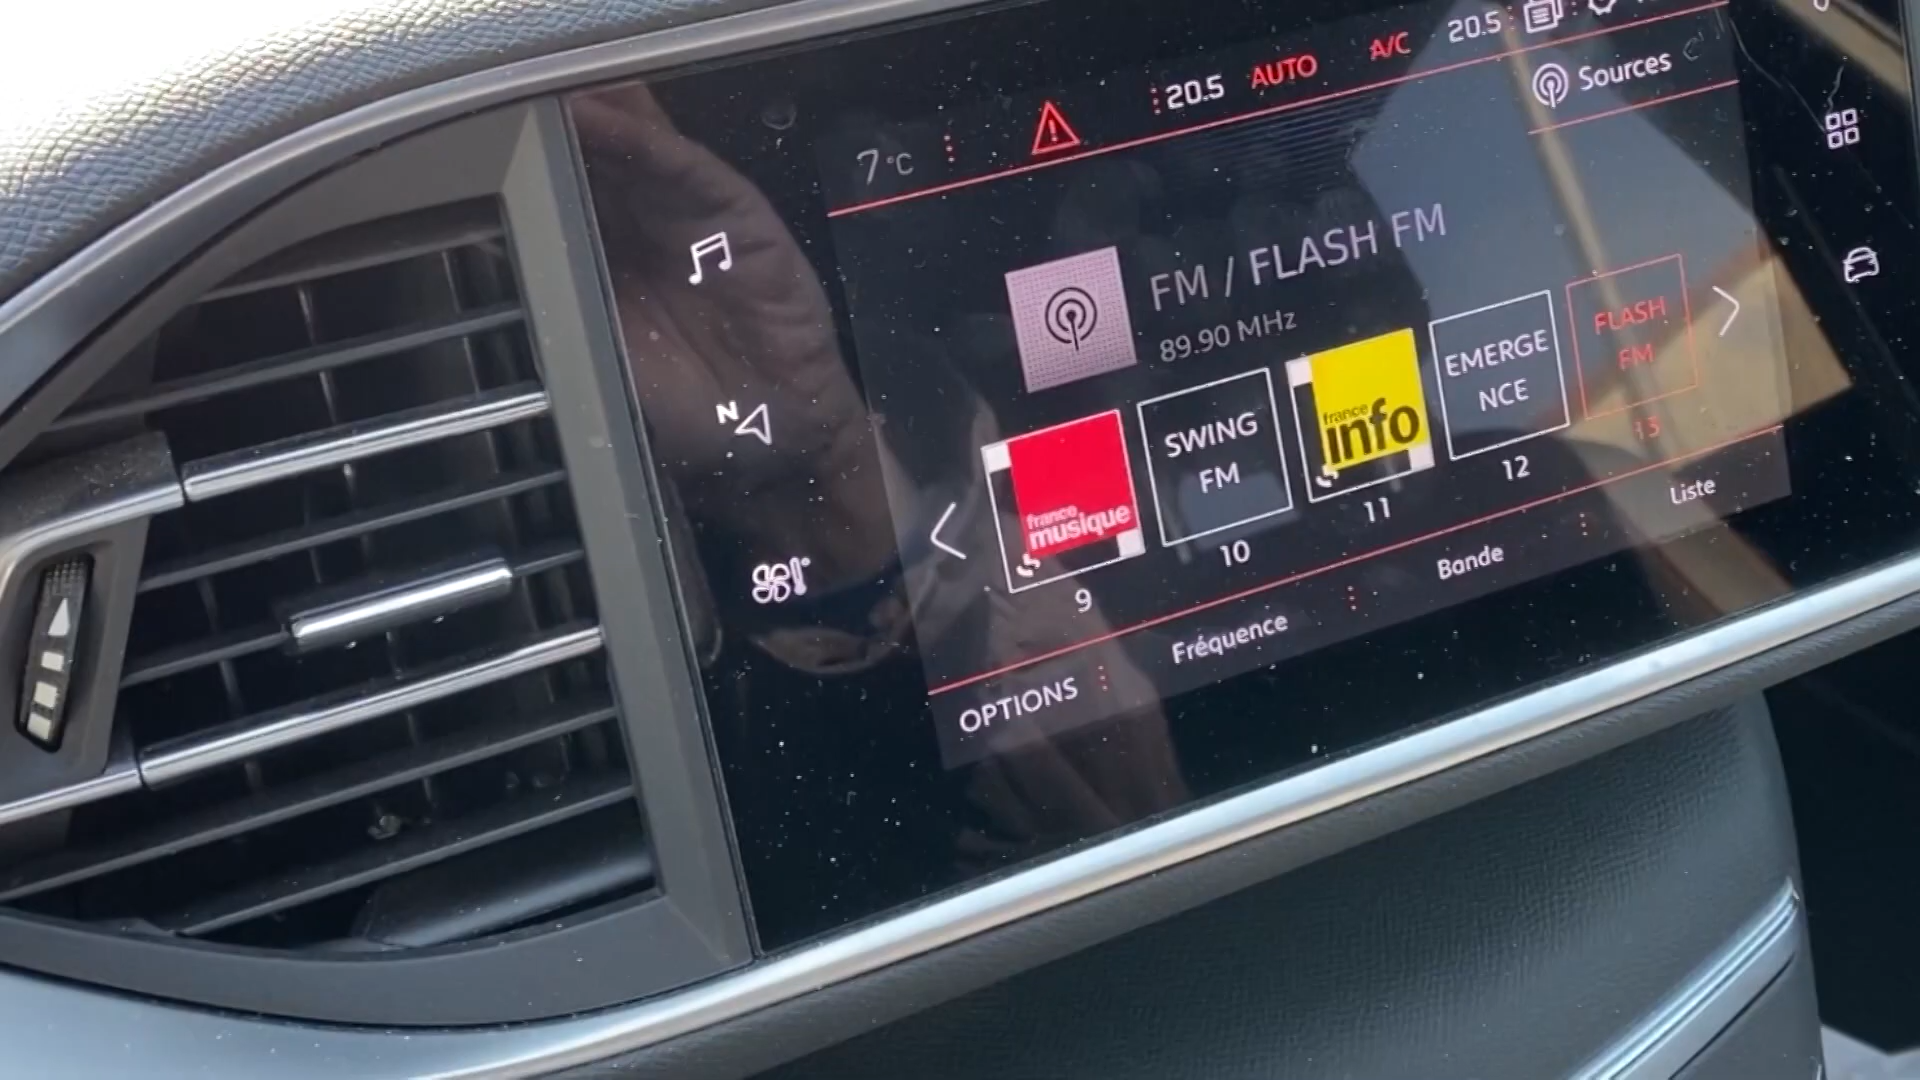 7°C
20.5 AUTO A/C 20.5
Sources
FM / FLASH FM
89.90 MHz
france
musique
9
SWING
FM
10
france
info
11
EMERGE
NCE
12
FLASH
FM
13
OPTIONS
Fréquence
Bande
Liste
N